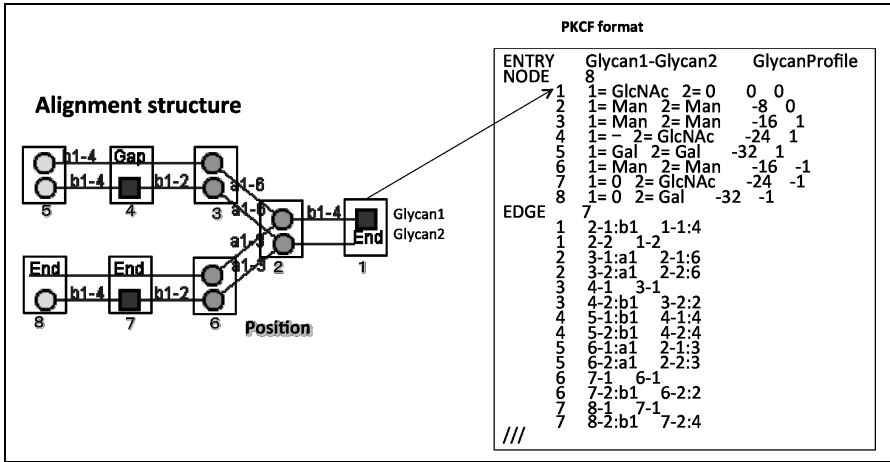 PKCF format
Alignment structure
b1-4 Gap
b1-4 b1-2 a1-6
5 4 3 a1-6 b1-4 Glycan1
End Glycan2
a1-3
End End a1-3 2 1
b1-4 b1-2
8 7 6
Position
ENTRY Glycan1-Glycan2 GlycanProfile
NODE 8
1 1= GlcNAc 2= 0 0 0
2 1= Man 2= Man -8 0
3 1= Man 2= Man -16 1
4 1= – 2= GlcNAc -24 1
5 1= Gal 2= Gal -32 1
6 1= Man 2= Man -16 -1
7 1= 0 2= GlcNAc -24 -1
8 1= 0 2= Gal -32 -1
EDGE 7
1 2-1:b1 1-1:4
1 2-2 1-2
2 3-1:a1 2-1:6
2 3-2:a1 2-2:6
3 4-1 3-1
3 4-2:b1 3-2:2
4 5-1:b1 4-1:4
4 5-2:b1 4-2:4
5 6-1:a1 2-1:3
5 6-2:a1 2-2:3
6 7-1 6-1
6 7-2:b1 6-2:2
7 8-1 7-1
7 8-2:b1 7-2:4
///